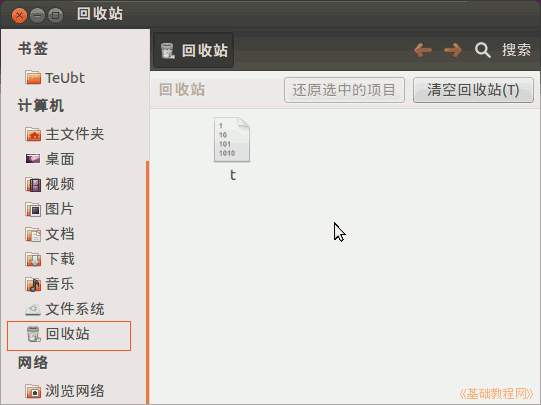 回收站
书签
TeUbt
计算机
主文件夹
桌面
视频
图片
文档
下载
音乐
文件系统
回收站
网络
浏览网络
回收站
搜索
回收站
还原选中的项目
清空回收站(T)
1
10
101
1010
t
《基础教程网》